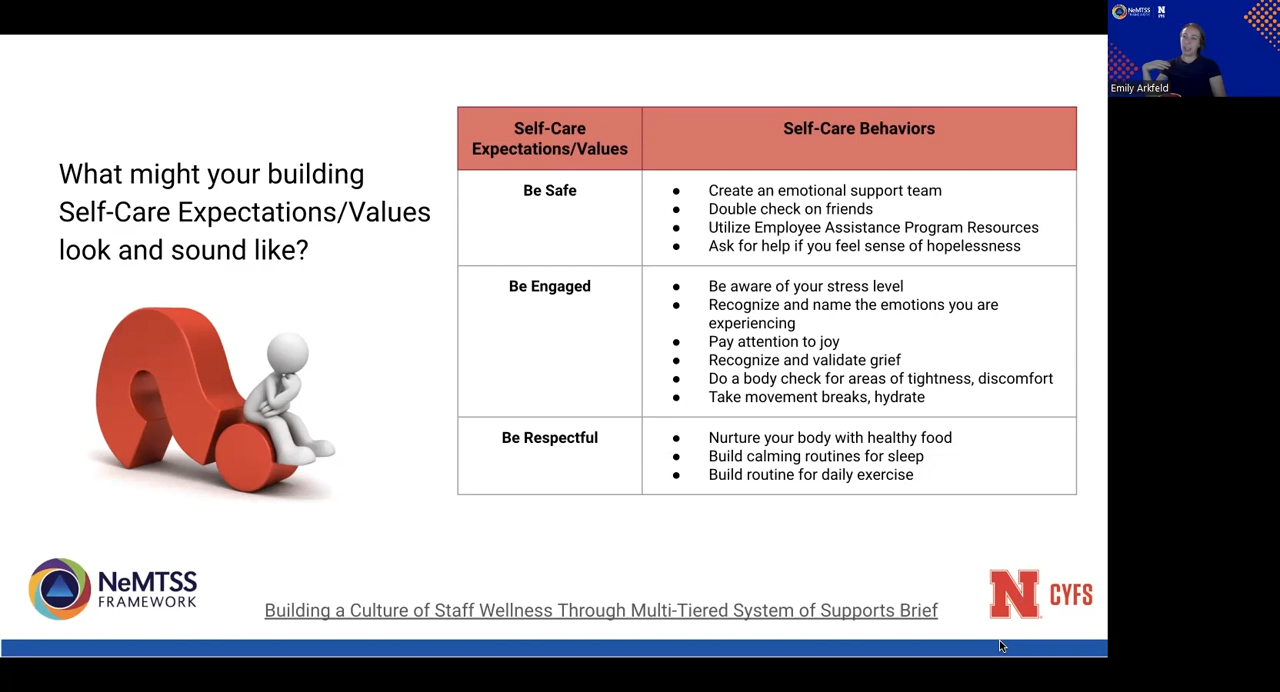 What might your building
Self-Care Expectations/Values
look and sound like?
Self-Care
Expectations/Values
Self-Care Behaviors
Be Safe
● Create an emotional support team
● Double check on friends
● Utilize Employee Assistance Program Resources
● Ask for help if you feel sense of hopelessness
Be Engaged
● Be aware of your stress level
● Recognize and name the emotions you are
experiencing
● Pay attention to joy
● Recognize and validate grief
● Do a body check for areas of tightness, discomfort
● Take movement breaks, hydrate
Be Respectful
● Nurture your body with healthy food
● Build calming routines for sleep
● Build routine for daily exercise
NeMTSS
FRAMEWORK
Building a Culture of Staff Wellness Through Multi-Tiered System of Supports Brief
N CYFS
NeMTSS
FRAMEWORK
N
CYFS
Emily Arkfeld